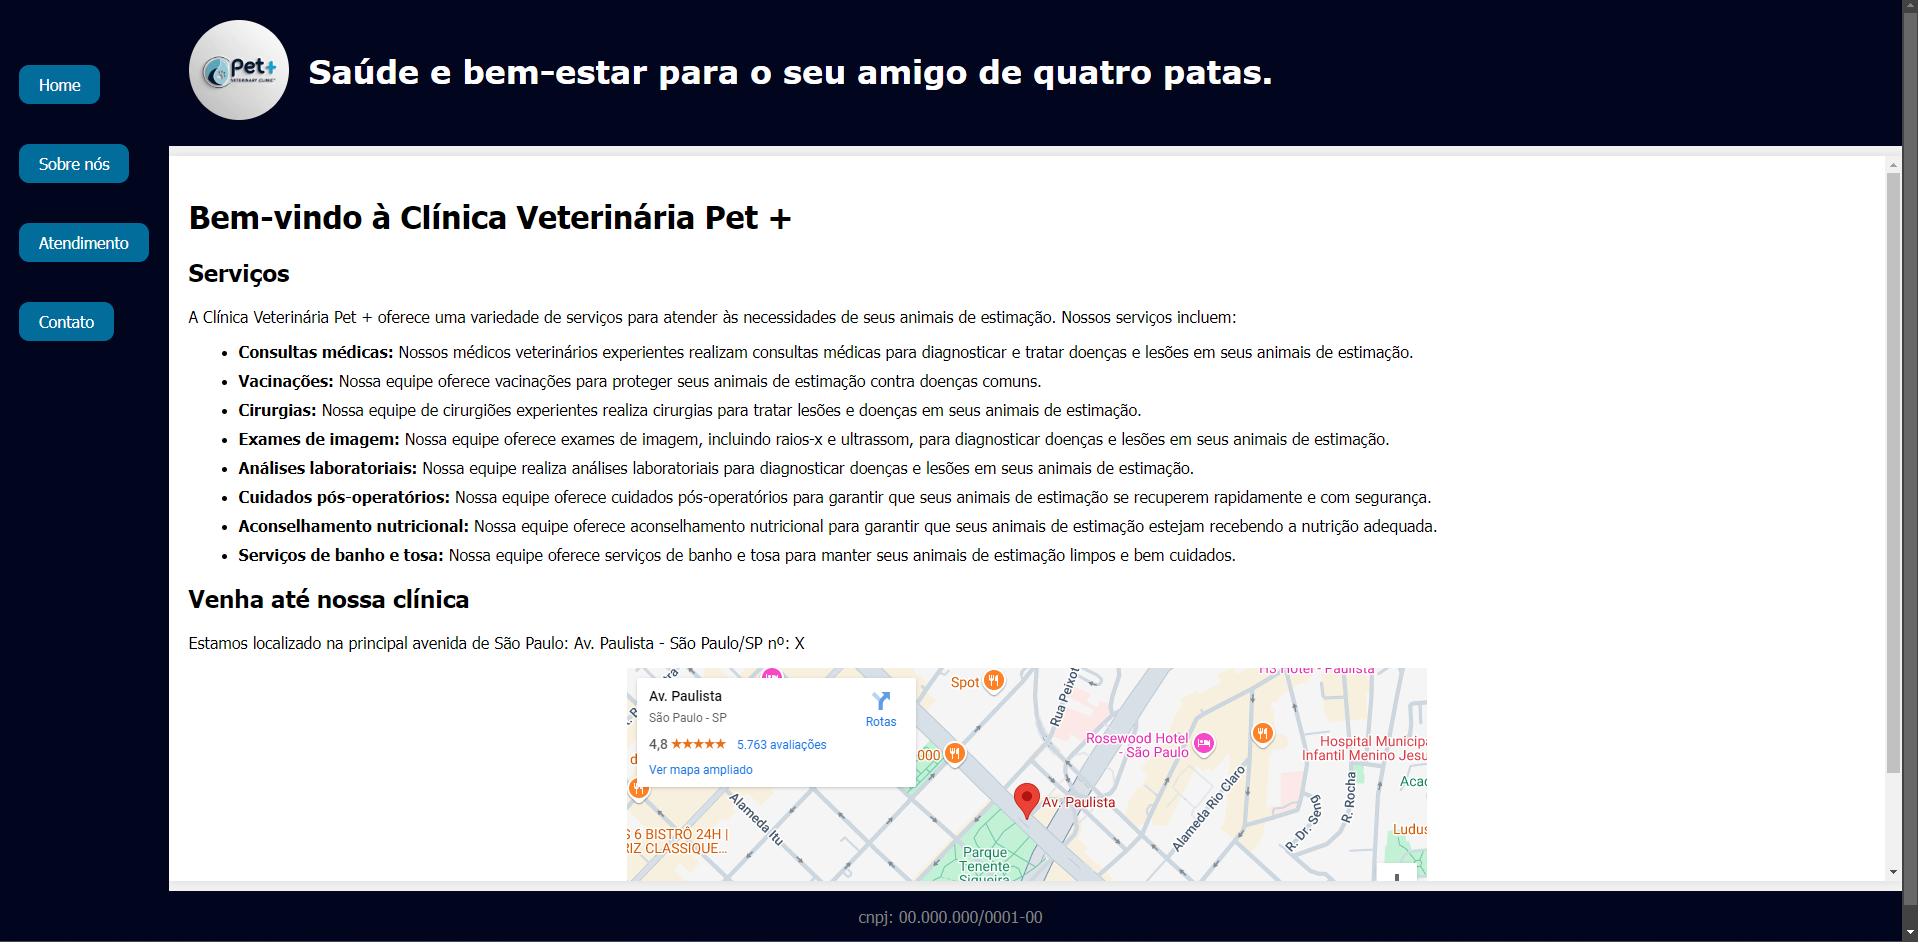 Pet+
VETERINARY CLINIC
Saúde e bem-estar para o seu amigo de quatro patas.
Home
Sobre nós
Atendimento
Contato
Bem-vindo à Clínica Veterinária Pet +
Serviços
A Clínica Veterinária Pet + oferece uma variedade de serviços para atender às necessidades de seus animais de estimação. Nossos serviços incluem:
• Consultas médicas: Nossos médicos veterinários experientes realizam consultas médicas para diagnosticar e tratar doenças e lesões em seus animais de estimação.
• Vacinações: Nossa equipe oferece vacinações para proteger seus animais de estimação contra doenças comuns.
• Cirurgias: Nossa equipe de cirurgiões experientes realiza cirurgias para tratar lesões e doenças em seus animais de estimação.
• Exames de imagem: Nossa equipe oferece exames de imagem, incluindo raios-x e ultrassom, para diagnosticar doenças e lesões em seus animais de estimação.
• Análises laboratoriais: Nossa equipe realiza análises laboratoriais para diagnosticar doenças e lesões em seus animais de estimação.
• Cuidados pós-operatórios: Nossa equipe oferece cuidados pós-operatórios para garantir que seus animais de estimação se recuperem rapidamente e com segurança.
• Aconselhamento nutricional: Nossa equipe oferece aconselhamento nutricional para garantir que seus animais de estimação estejam recebendo a nutrição adequada.
• Serviços de banho e tosa: Nossa equipe oferece serviços de banho e tosa para manter seus animais de estimação limpos e bem cuidados.
Venha até nossa clínica
Estamos localizado na principal avenida de São Paulo: Av. Paulista - São Paulo/SP nº: X
Av. Paulista
São Paulo - SP
Rotas
4,8 ★★★★★ 5.763 avaliações
Ver mapa ampliado
Spot
Rua Peixot
HS Hotel - Paulista
Rosewood Hotel
- São Paulo
Hospital Municipa
Infantil Menino Jesu
000
Av. Paulista
Alameda Itu
Alameda Rio Claro
R. Dr. Seng
R. Rocha
Acad
Ludus
S 6 BISTRÔ 24H |
RIZ CLASSIQUE...
Parque
Tenente
Siqueira
cnpj: 00.000.000/0001-00